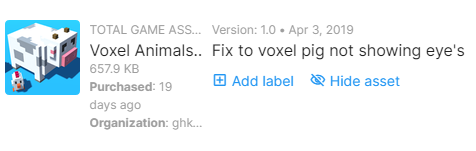 TOTAL GAME ASS...
Voxel Animals..
657.9 KB
Purchased: 19
days ago
Organization: ghk...
Version: 1.0 • Apr 3, 2019
Fix to voxel pig not showing eye's
Add label
Hide asset